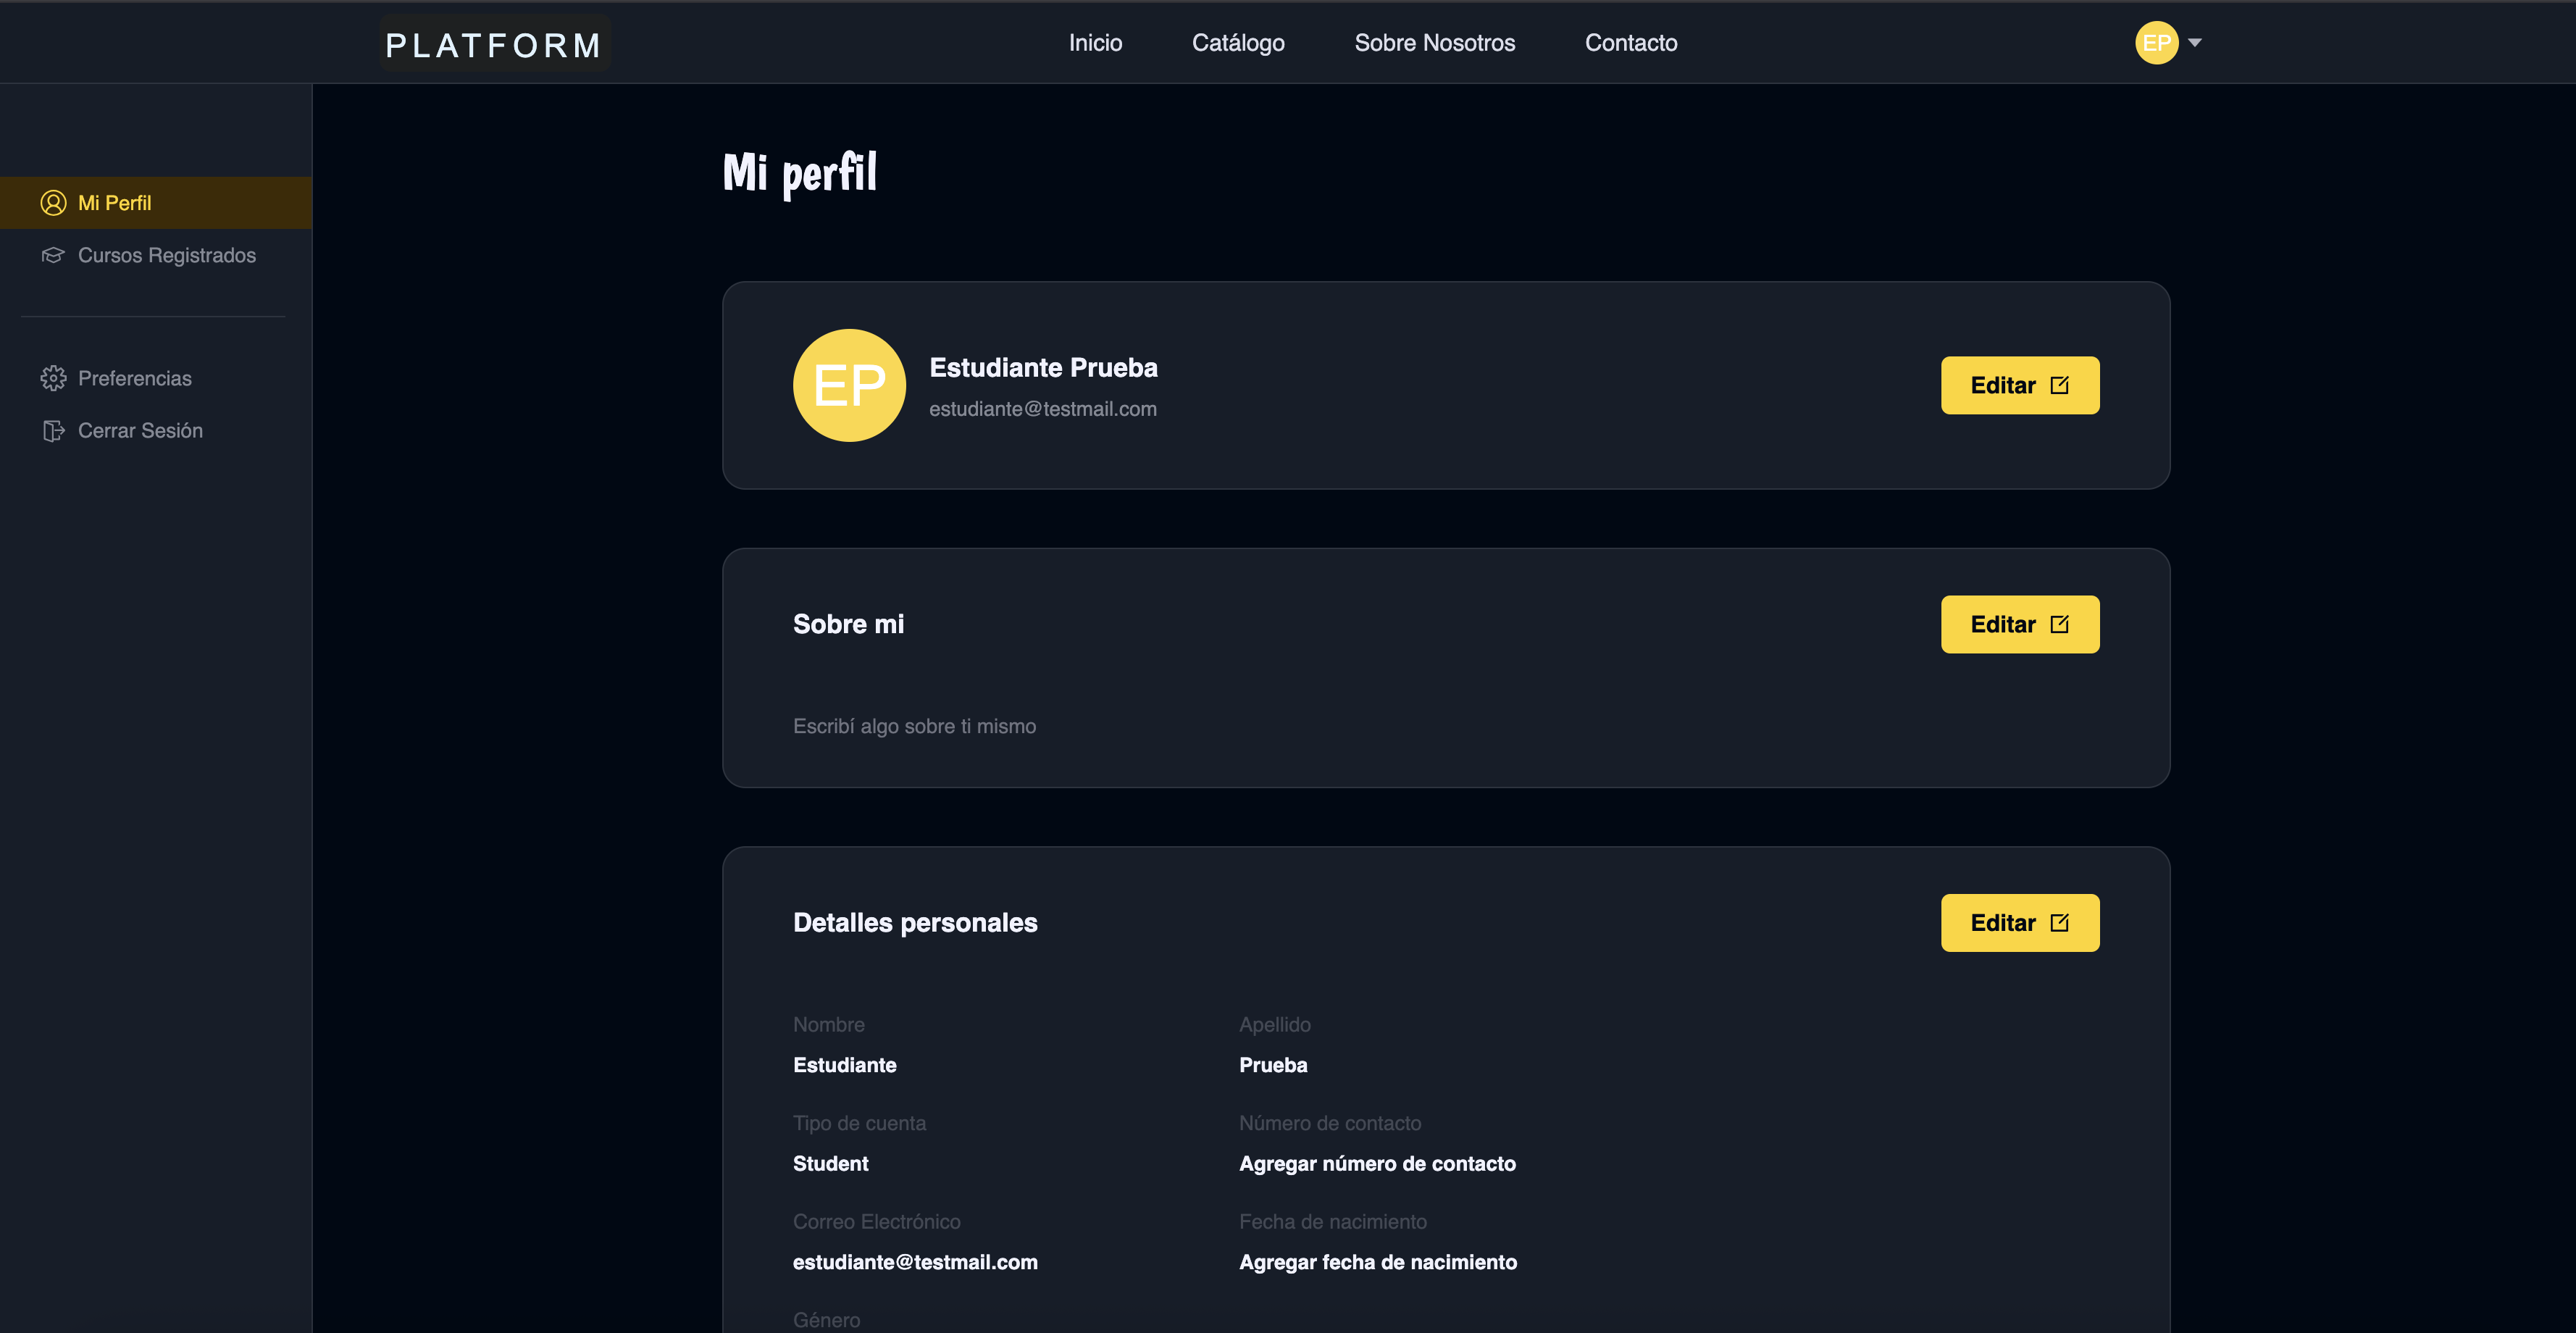 PLATFORM
Inicio
Catálogo
Sobre Nosotros
Contacto
EP
Mi Perfil
Cursos Registrados
Preferencias
Cerrar Sesión
Mi perfil
EP
Estudiante Prueba
estudiante@testmail.com
Editar
Sobre mi
Editar
Escribí algo sobre ti mismo
Detalles personales
Editar
Nombre
Estudiante
Apellido
Prueba
Tipo de cuenta
Student
Número de contacto
Agregar número de contacto
Correo Electrónico
estudiante@testmail.com
Fecha de nacimiento
Agregar fecha de nacimiento
Género